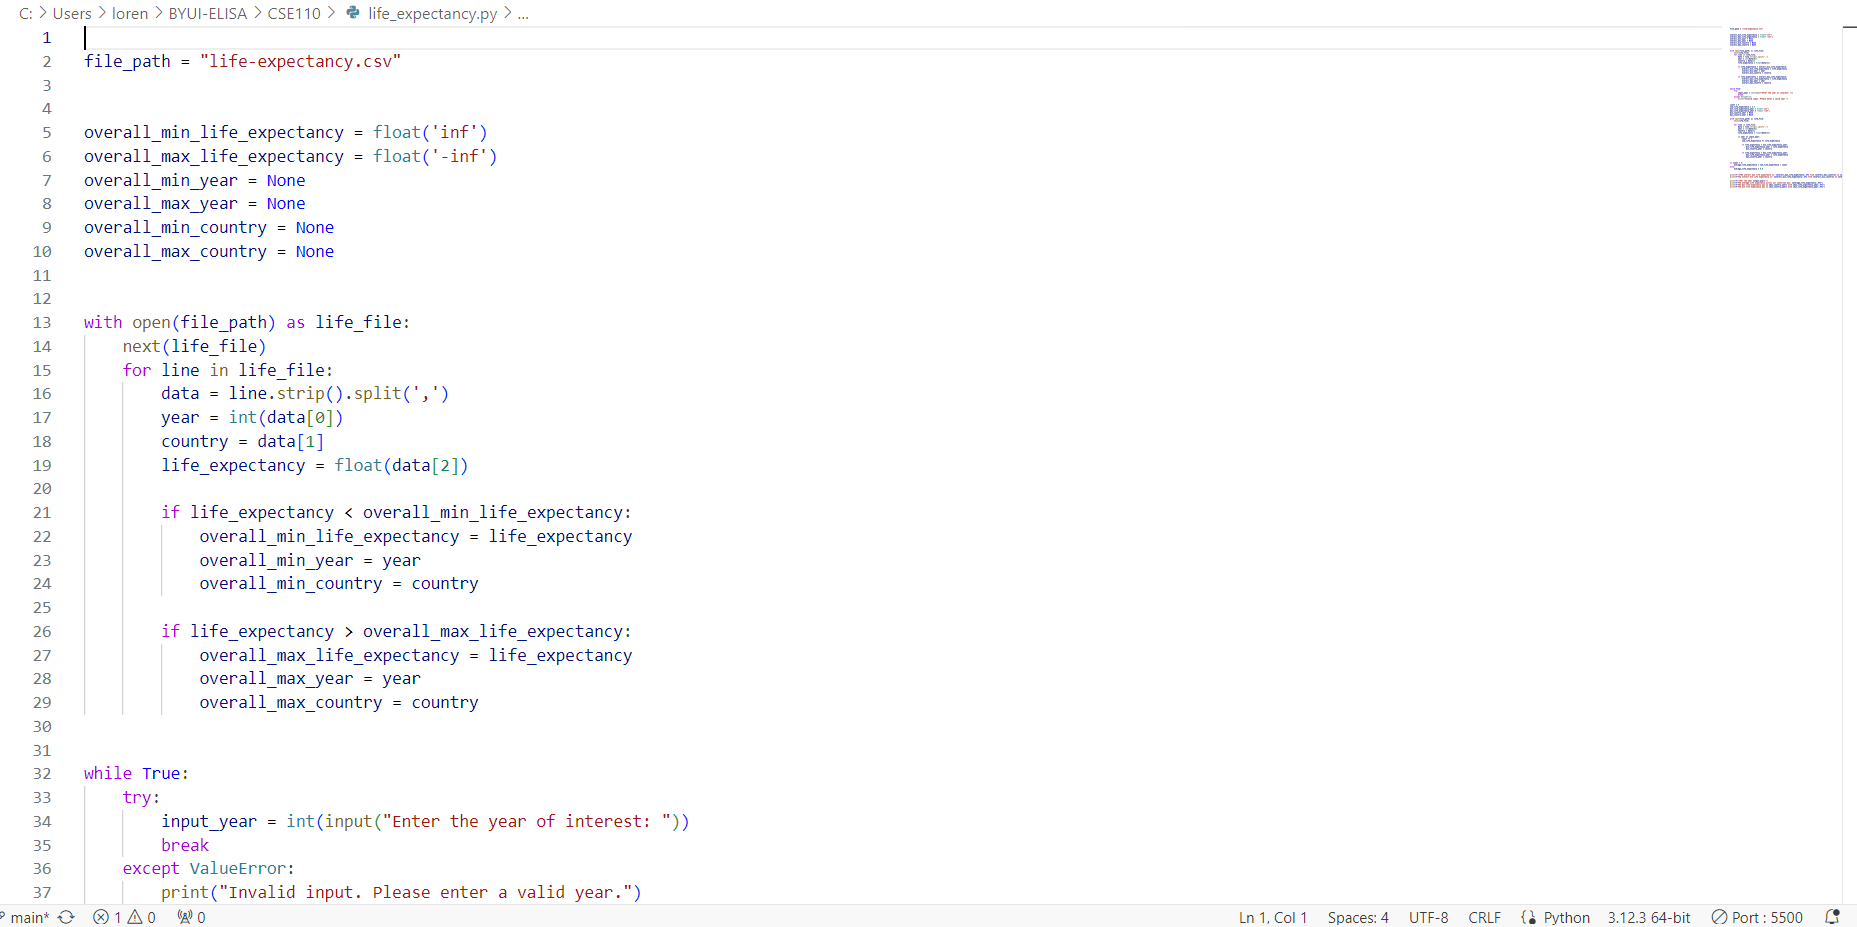 C: > Users > loren > BYUI-ELISA > CSE110 > life_expectancy.py > ...
1
2 file_path = "life-expectancy.csv"
3
4
5 overall_min_life_expectancy = float('inf')
6 overall_max_life_expectancy = float('-inf')
7 overall_min_year = None
8 overall_max_year = None
9 overall_min_country = None
10 overall_max_country = None
11
12
13 with open(file_path) as life_file:
14     next(life_file)
15     for line in life_file:
16         data = line.strip().split(',')
17         year = int(data[0])
18         country = data[1]
19         life_expectancy = float(data[2])
20
21         if life_expectancy < overall_min_life_expectancy:
22             overall_min_life_expectancy = life_expectancy
23             overall_min_year = year
24             overall_min_country = country
25
26         if life_expectancy > overall_max_life_expectancy:
27             overall_max_life_expectancy = life_expectancy
28             overall_max_year = year
29             overall_max_country = country
30
31
32 while True:
33     try:
34         input_year = int(input("Enter the year of interest: "))
35         break
36     except ValueError:
37         print("Invalid input. Please enter a valid year.")
main* 1 0 0 Ln 1, Col 1 Spaces: 4 UTF-8 CRLF Python 3.12.3 64-bit Port : 5500